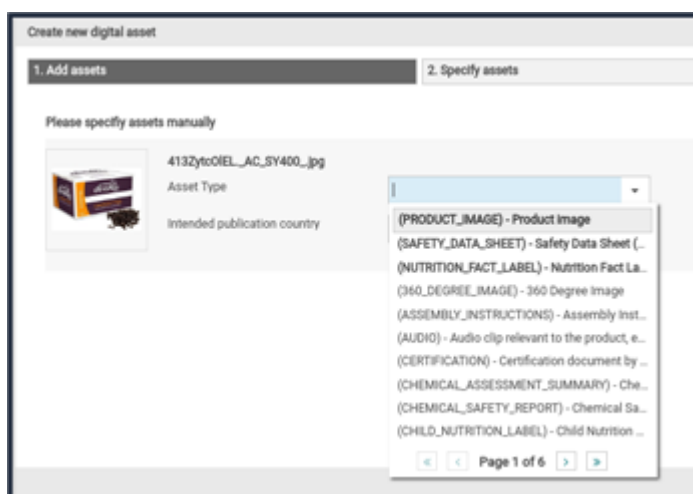 Create new digital asset
1. Add assets
2. Specify assets
Please specifiy assets manually
413ZytcOlEL._AC_SY400_.jpg
Asset Type
Intended publication country
(PRODUCT_IMAGE) - Product Image
(SAFETY_DATA_SHEET) - Safety Data Sheet (...
(NUTRITION_FACT_LABEL) - Nutrition Fact La...
(360_DEGREE_IMAGE) - 360 Degree Image
(ASSEMBLY_INSTRUCTIONS) - Assembly Inst...
(AUDIO) - Audio clip relevant to the product, e...
(CERTIFICATION) - Certification document by ...
(CHEMICAL_ASSESSMENT_SUMMARY) - Che...
(CHEMICAL_SAFETY_REPORT) - Chemical Sa...
(CHILD_NUTRITION_LABEL) - Child Nutrition ...
« ‹ Page 1 of 6 › »